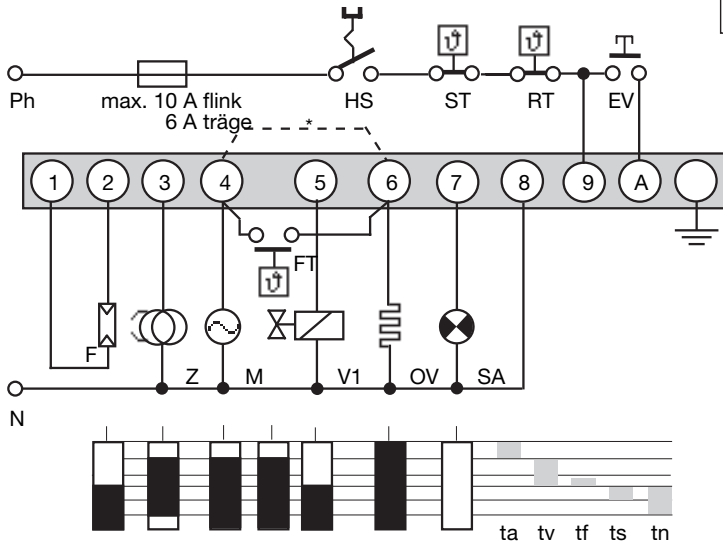 Ph max. 10 A flink HS ST RT EV
6 A träge *
1 2 3 4 5 6 7 8 9 A
FT
F Z M V1 OV SA
N
ta tv tf ts tn